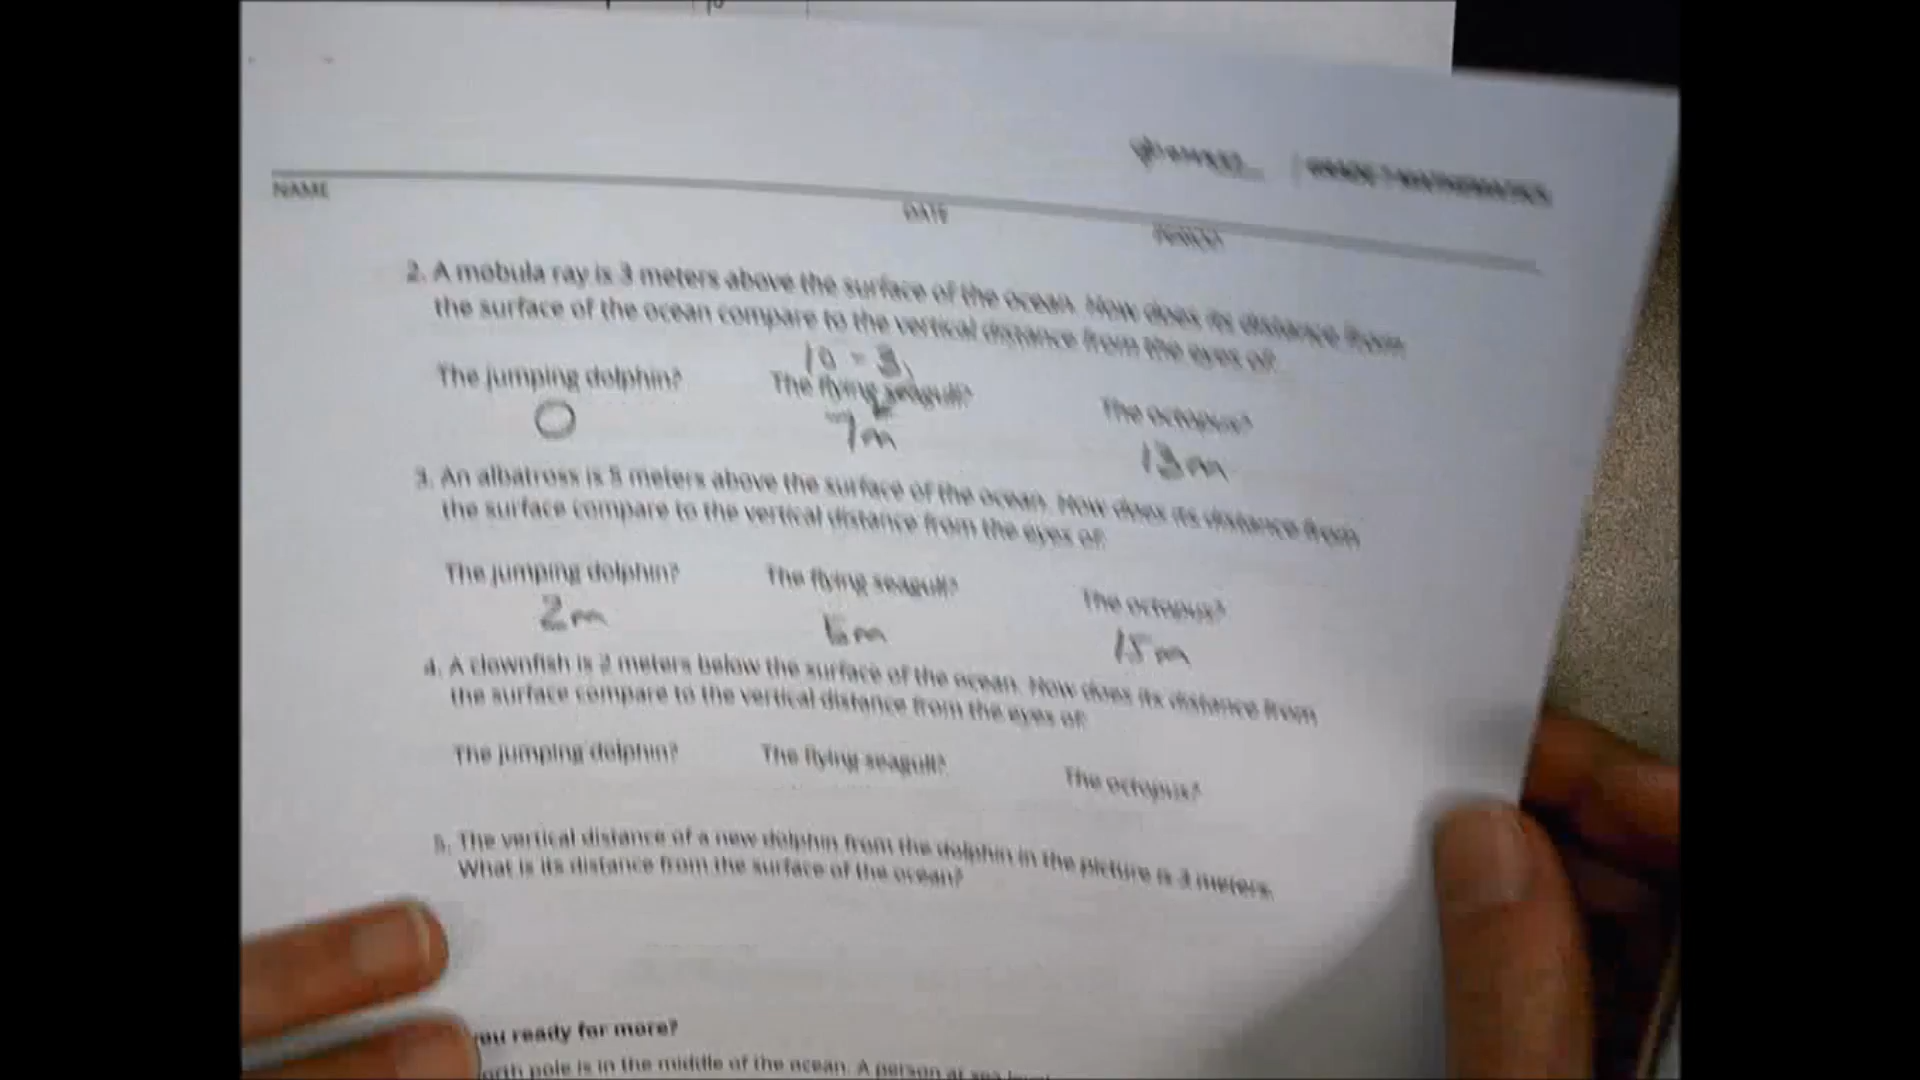 NAME
DATE
PERIOD
2. A mobula ray is 3 meters above the surface of the ocean. How does its distance from
the surface of the ocean compare to the vertical distance from the eyes of:
10 - 3
The jumping dolphin?
The flying seagull?
The octopus?
0
7m
13m
3. An albatross is 5 meters above the surface of the ocean. How does its distance from
the surface compare to the vertical distance from the eyes of:
The jumping dolphin?
The flying seagull?
The octopus?
2m
m
15m
4. A clownfish is 2 meters below the surface of the ocean. How does its distance from
the surface compare to the vertical distance from the eyes of:
The jumping dolphin?
The flying seagull?
The octopus?
5. The vertical distance of a new dolphin from the dolphin in the picture is 3 meters.
What is its distance from the surface of the ocean?
you ready for more?
orth pole is in the middle of the ocean. A person at sea level